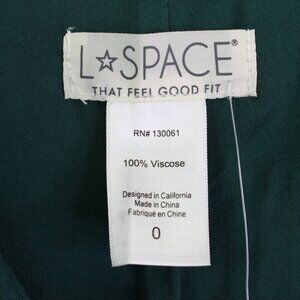 L☆SPACE®
THAT FEEL GOOD FIT
RN# 130061
100% Viscose
Designed in California
Made in China
Fabriqué en Chine
0